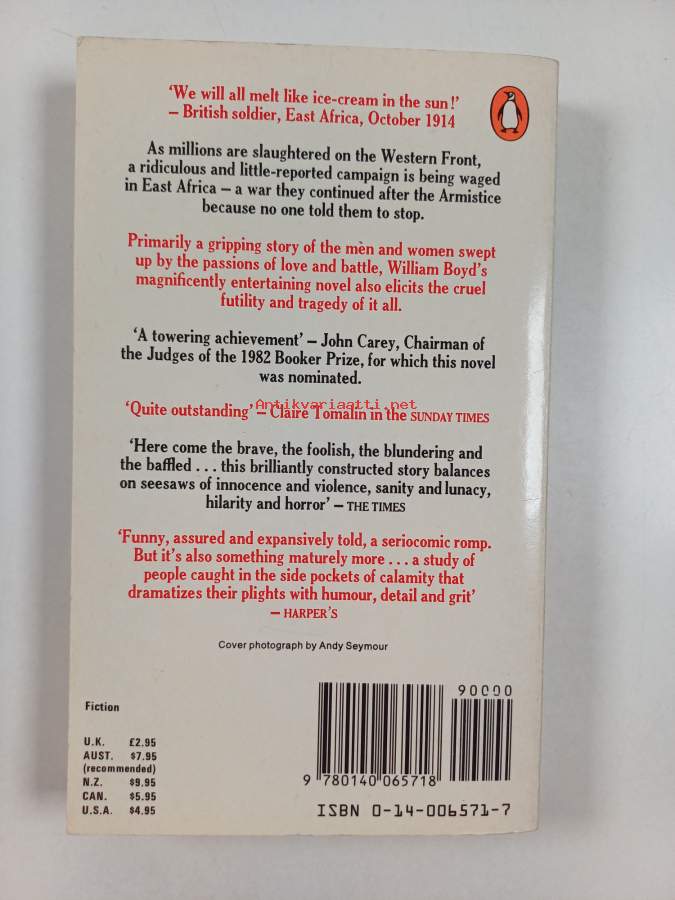 ‘We will all melt like ice-cream in the sun!’
– British soldier, East Africa, October 1914
As millions are slaughtered on the Western Front,
a ridiculous and little-reported campaign is being waged
in East Africa – a war they continued after the Armistice
because no one told them to stop.
Primarily a gripping story of the men and women swept
up by the passions of love and battle, William Boyd’s
magnificently entertaining novel also elicits the cruel
futility and tragedy of it all.
‘A towering achievement’ – John Carey, Chairman of
the Judges of the 1982 Booker Prize, for which this novel
was nominated.
Antikvariaatti.net
‘Quite outstanding’ – Claire Tomalin in the SUNDAY TIMES
‘Here come the brave, the foolish, the blundering and
the baffled . . . this brilliantly constructed story balances
on seesaws of innocence and violence, sanity and lunacy,
hilarity and horror’ – THE TIMES
‘Funny, assured and expansively told, a seriocomic romp.
But it’s also something maturely more . . . a study of
people caught in the side pockets of calamity that
dramatizes their plights with humour, detail and grit’
– HARPER’S
Cover photograph by Andy Seymour
Fiction
U.K. £2.95
AUST. $7.95
(recommended)
N.Z. $9.95
CAN. $5.95
U.S.A. $4.95
90000
9 780140 065718
ISBN 0-14-006571-7